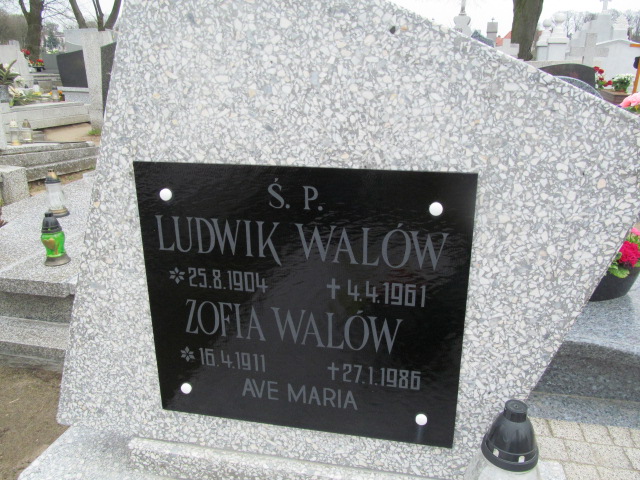 Ś. P.
LUDWIK WALÓW
* 25.8.1904 † 4.4.1961
ZOFIA WALÓW
* 16.4.1911 † 27.1.1986
AVE MARIA